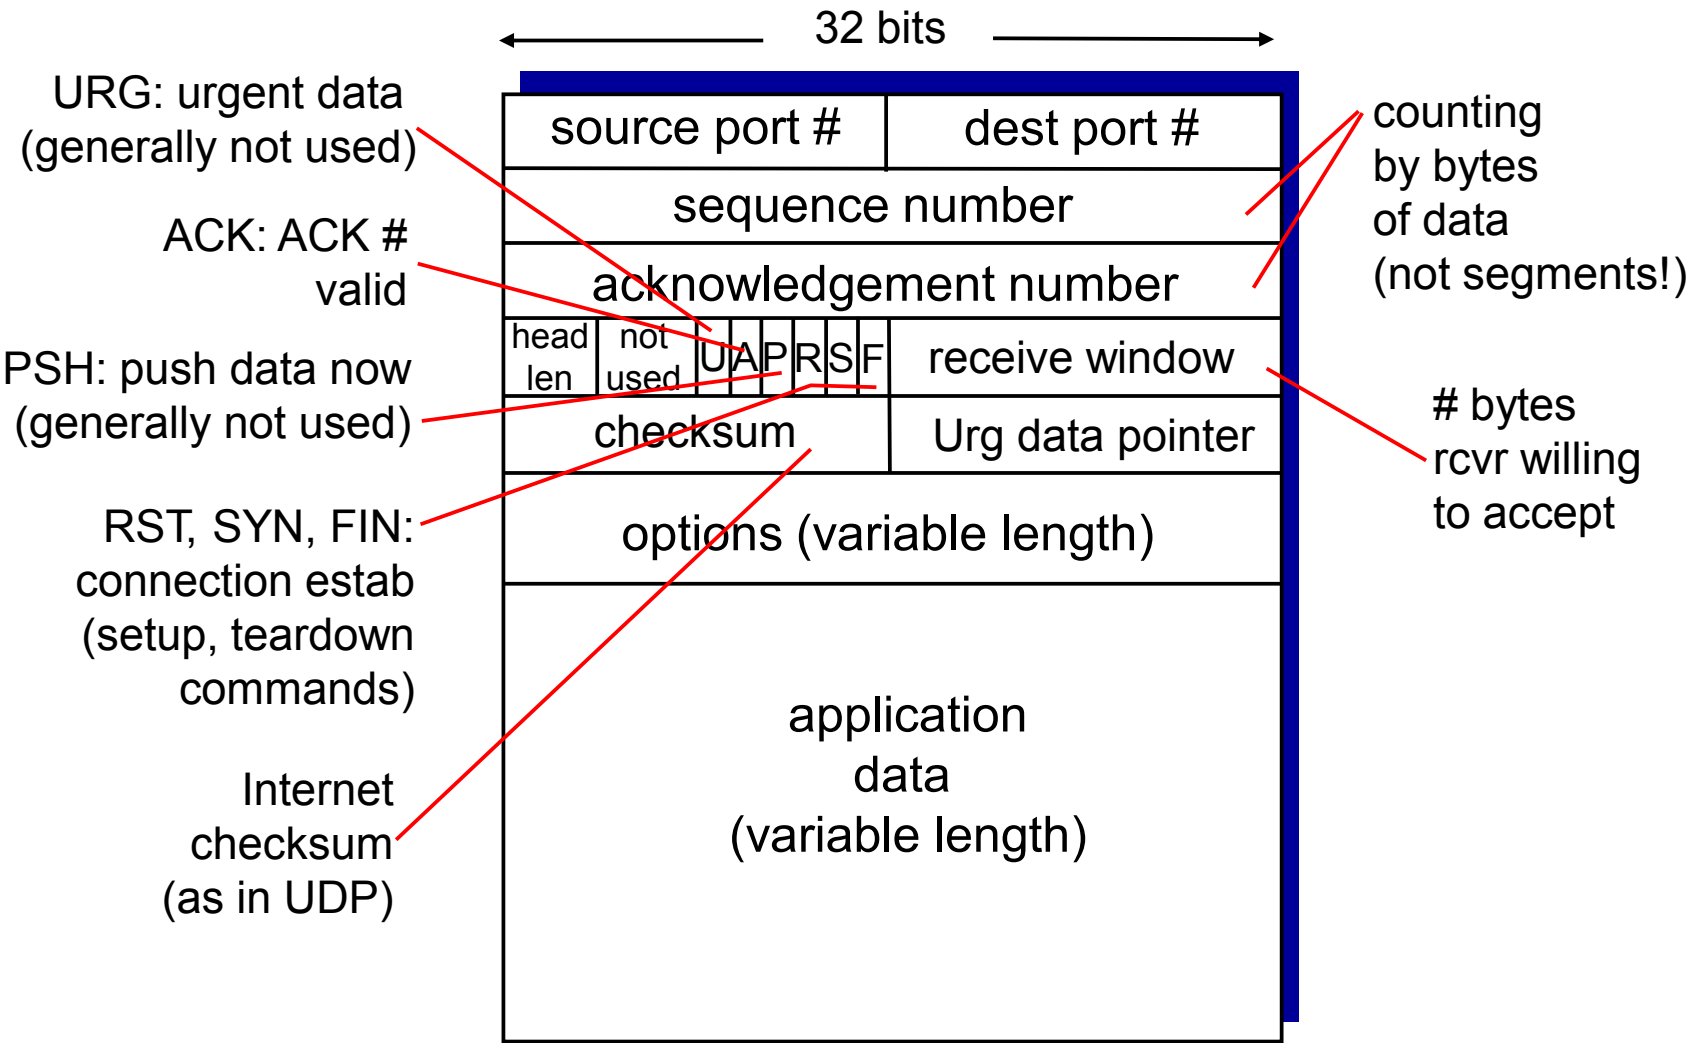 32 bits
URG: urgent data
(generally not used)
ACK: ACK #
valid
PSH: push data now
(generally not used)
RST, SYN, FIN:
connection estab
(setup, teardown
commands)
Internet
checksum
(as in UDP)
source port #
dest port #
sequence number
acknowledgement number
head
len
not
used
U
A
P
R
S
F
receive window
checksum
Urg data pointer
options (variable length)
application
data
(variable length)
counting
by bytes
of data
(not segments!)
# bytes
rcvr willing
to accept